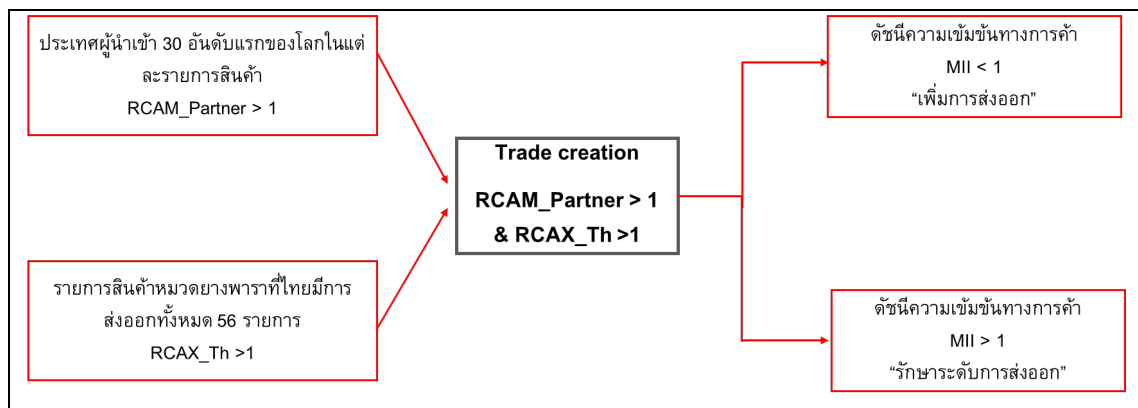 ประเทศผู้นำเข้า 30 อันดับแรกของโลกในแต่
ละรายการสินค้า
RCAM_Partner > 1
รายการสินค้าหมวดยางพาราที่ไทยมีการ
ส่งออกทั้งหมด 56 รายการ
RCAX_Th >1
Trade creation
RCAM_Partner > 1
& RCAX_Th >1
ดัชนีความเข้มข้นทางการค้า
MII < 1
“เพิ่มการส่งออก”
ดัชนีความเข้มข้นทางการค้า
MII > 1
“รักษาระดับการส่งออก”